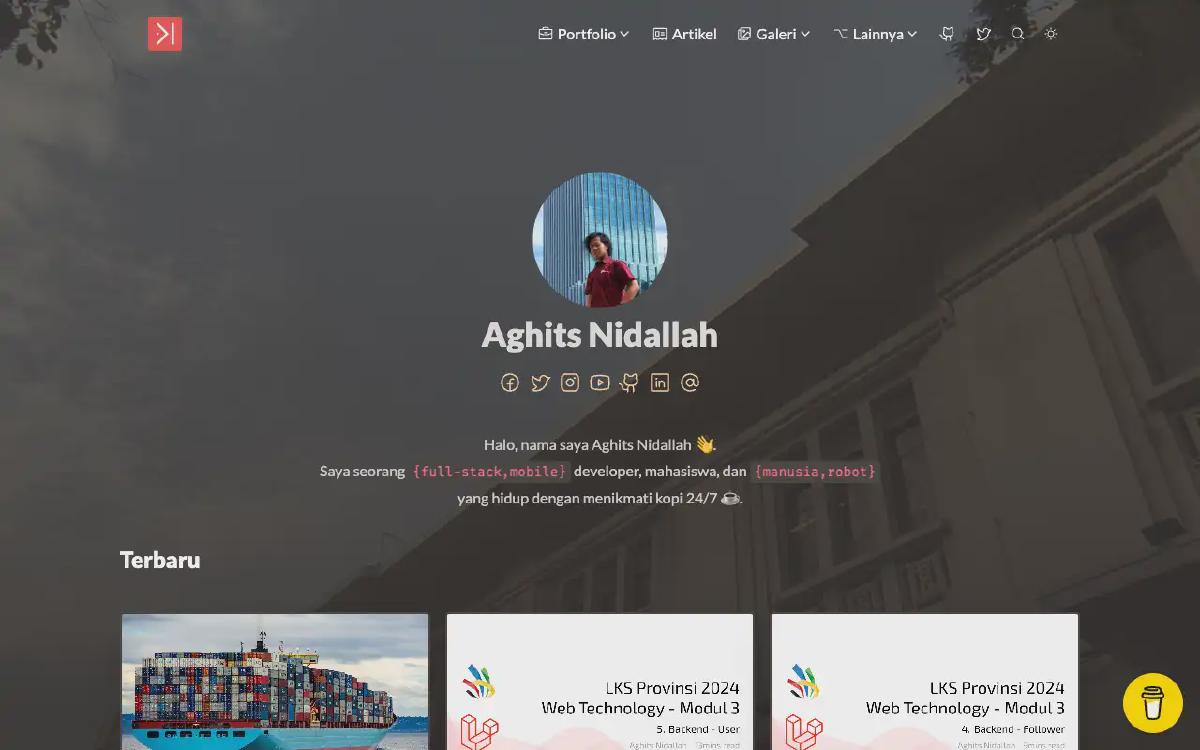 Portfolio Artikel Galeri Lainnya
Aghits Nidallah
Halo, nama saya Aghits Nidallah 👋.
Saya seorang {full-stack,mobile} developer, mahasiswa, dan {manusia,robot}
yang hidup dengan menikmati kopi 24/7 ☕.
Terbaru
LKS Provinsi 2024
Web Technology - Modul 3
5. Backend - User
Aghits Nidallah
LKS Provinsi 2024
Web Technology - Modul 3
4. Backend - Follower
Aghits Nidallah